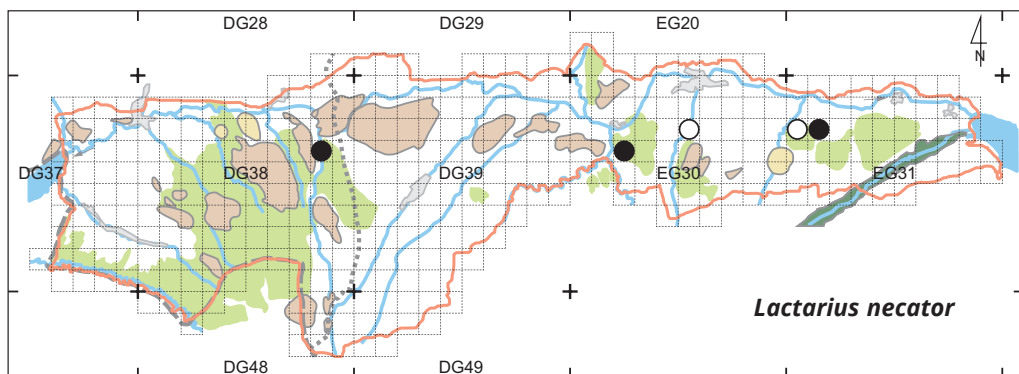 DG28 DG29 EG20
N
DG37 DG38 DG39 EG30 EG31
Lactarius necator
DG48 DG49